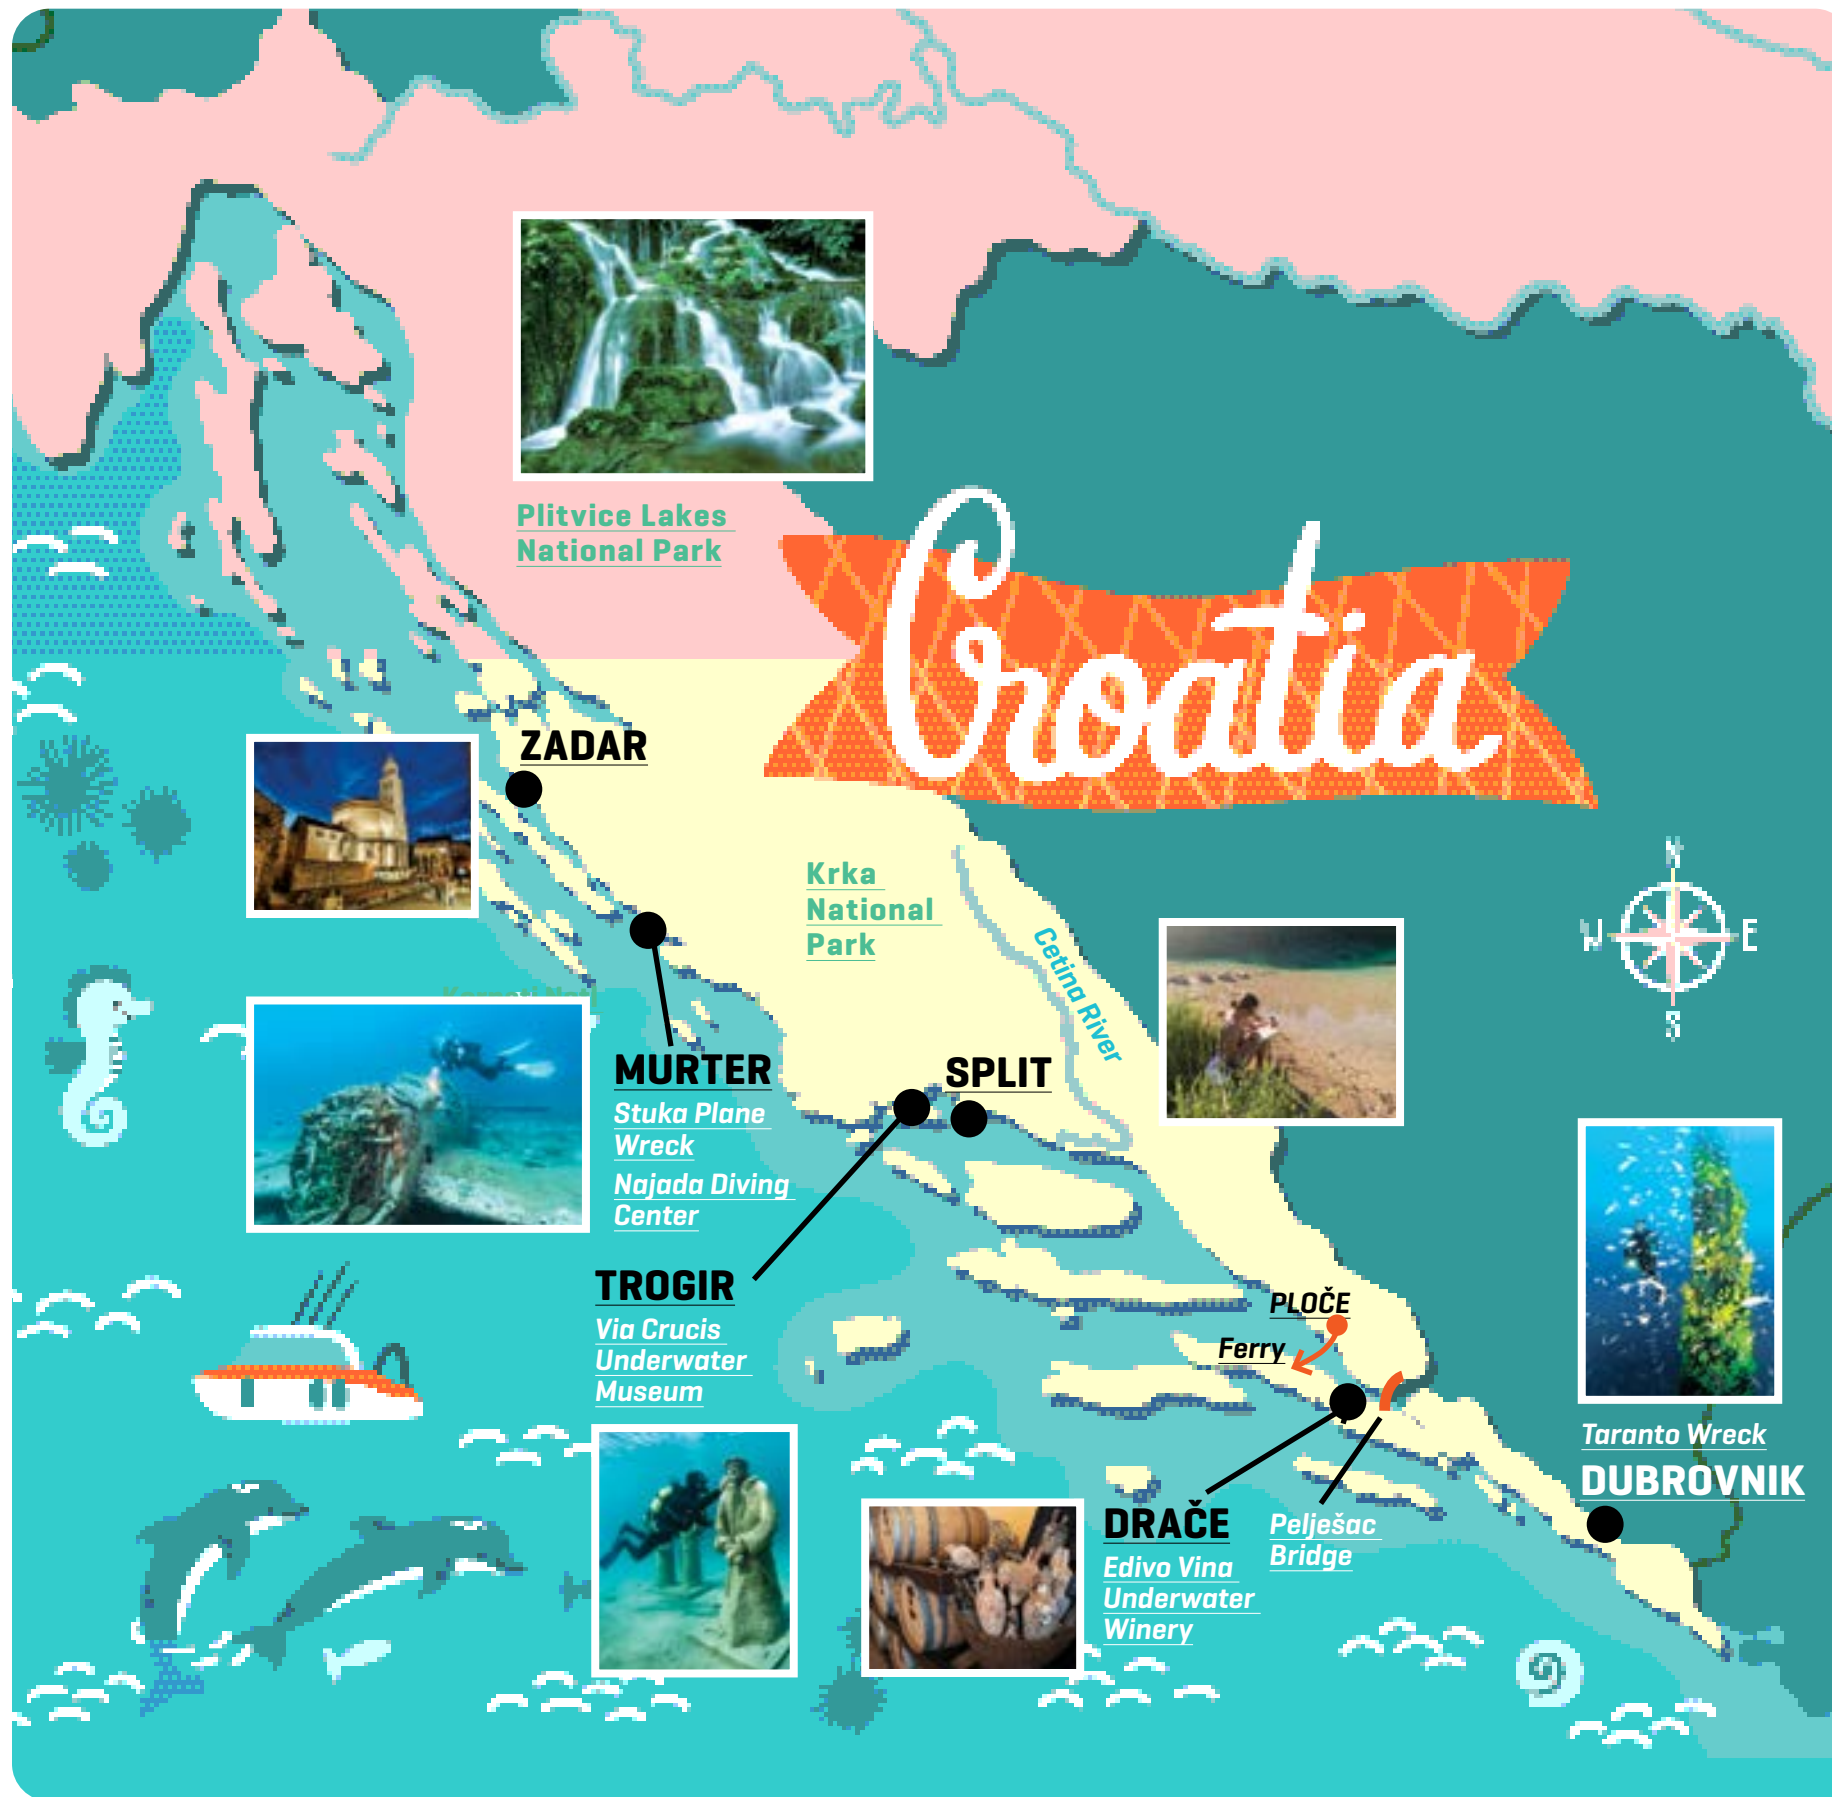 Plitvice Lakes
National Park
Croatia
ZADAR
Krka
National
Park
Cetina River
N
W
E
S
MURTER
Stuka Plane
Wreck
Najada Diving
Center
SPLIT
TROGIR
Via Crucis
Underwater
Museum
PLOČE
Ferry
Taranto Wreck
DUBROVNIK
DRAČE
Edivo Vina
Underwater
Winery
Pelješac
Bridge